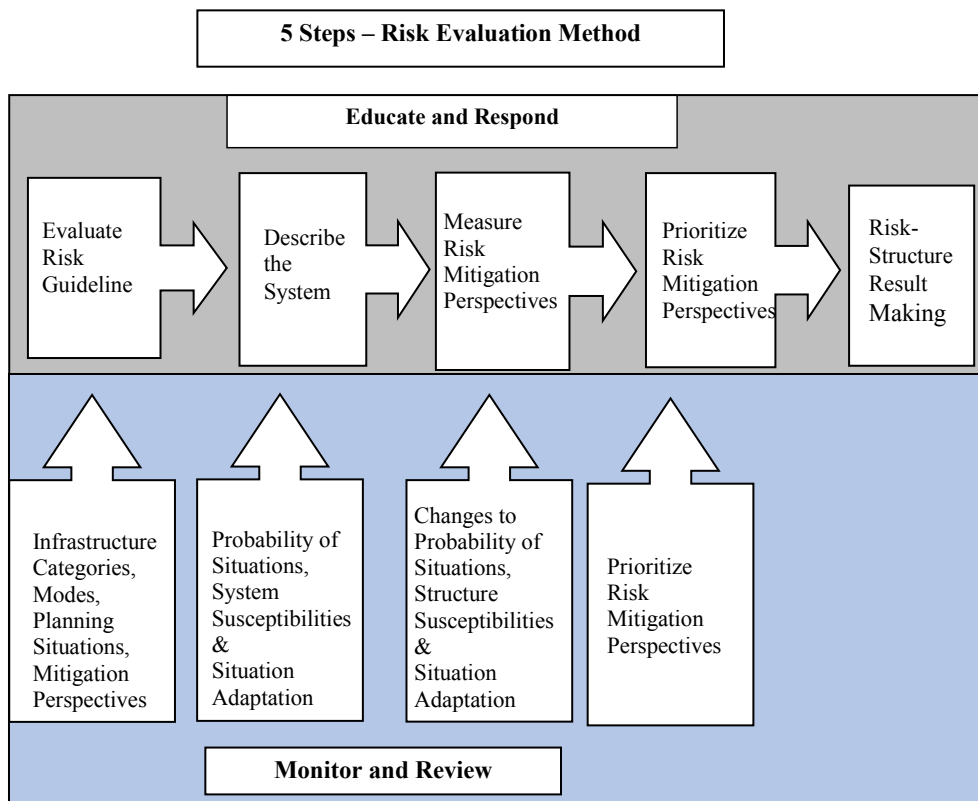 5 Steps – Risk Evaluation Method
Educate and Respond
Evaluate
Risk
Guideline
Describe
the
System
Measure
Risk
Mitigation
Perspectives
Prioritize
Risk
Mitigation
Perspectives
Risk-
Structure
Result
Making
Infrastructure
Categories,
Modes,
Planning
Situations,
Mitigation
Perspectives
Probability of
Situations,
System
Susceptibilities
&
Situation
Adaptation
Changes to
Probability of
Situations,
Structure
Susceptibilities
&
Situation
Adaptation
Prioritize
Risk
Mitigation
Perspectives
Monitor and Review